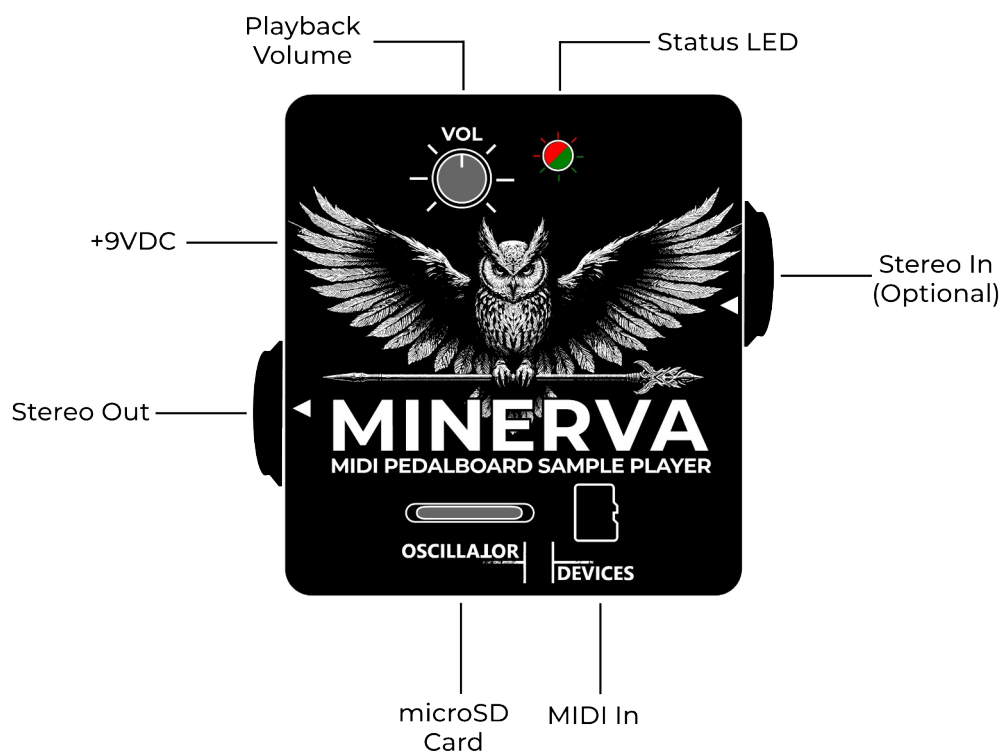 Playback
Volume
Status LED
VOL
+9VDC
Stereo In
(Optional)
Stereo Out
MINERVA
MIDI PEDALBOARD SAMPLE PLAYER
OSCILLATOR
DEVICES
microSD
Card
MIDI In